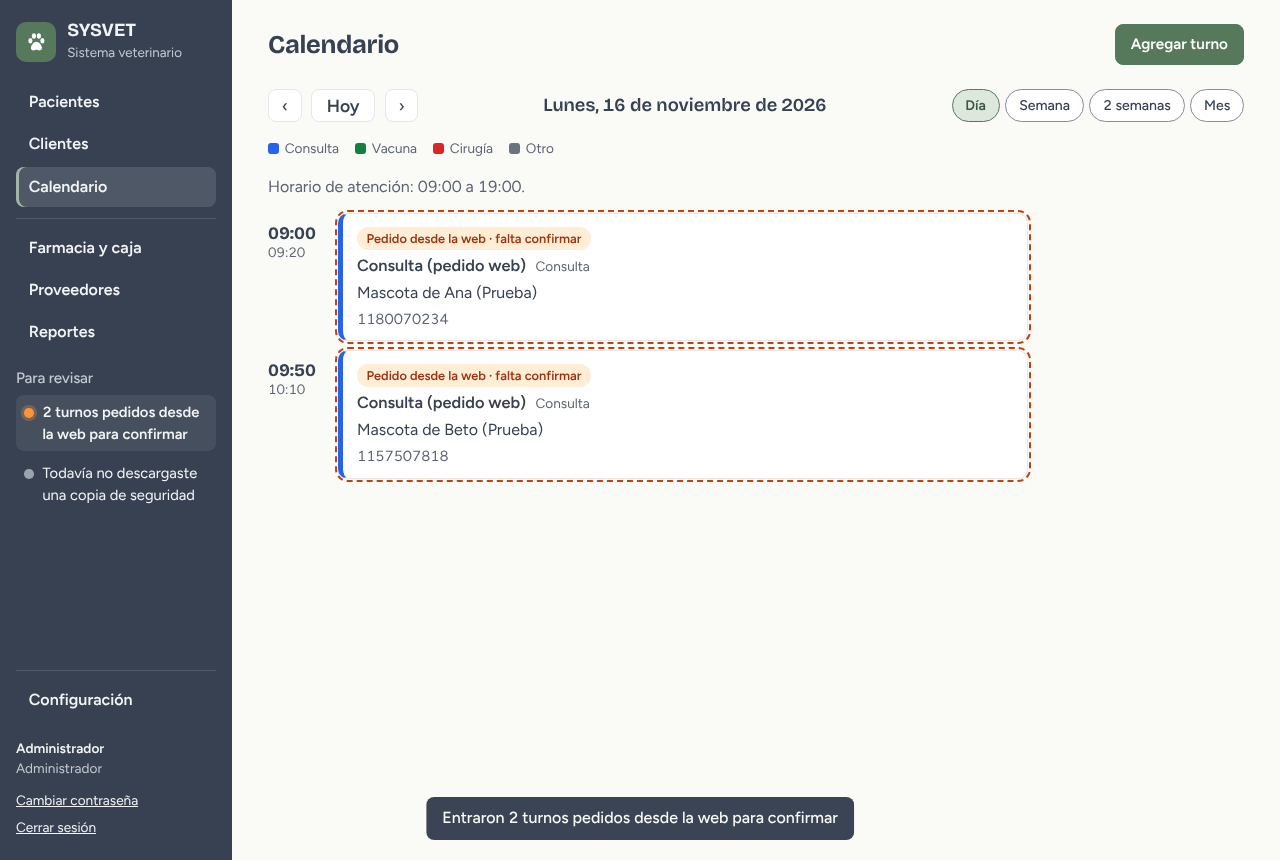 SYSVET
Sistema veterinario
Pacientes
Clientes
Calendario
Farmacia y caja
Proveedores
Reportes
Para revisar
2 turnos pedidos desde
la web para confirmar
Todavía no descargaste
una copia de seguridad
Configuración
Administrador
Administrador
Cambiar contraseña
Cerrar sesión
Calendario
Agregar turno
‹ Hoy ›
Lunes, 16 de noviembre de 2026
Día Semana 2 semanas Mes
Consulta Vacuna Cirugía Otro
Horario de atención: 09:00 a 19:00.
09:00
09:20
Pedido desde la web · falta confirmar
Consulta (pedido web) Consulta
Mascota de Ana (Prueba)
1180070234
09:50
10:10
Pedido desde la web · falta confirmar
Consulta (pedido web) Consulta
Mascota de Beto (Prueba)
1157507818
Entraron 2 turnos pedidos desde la web para confirmar